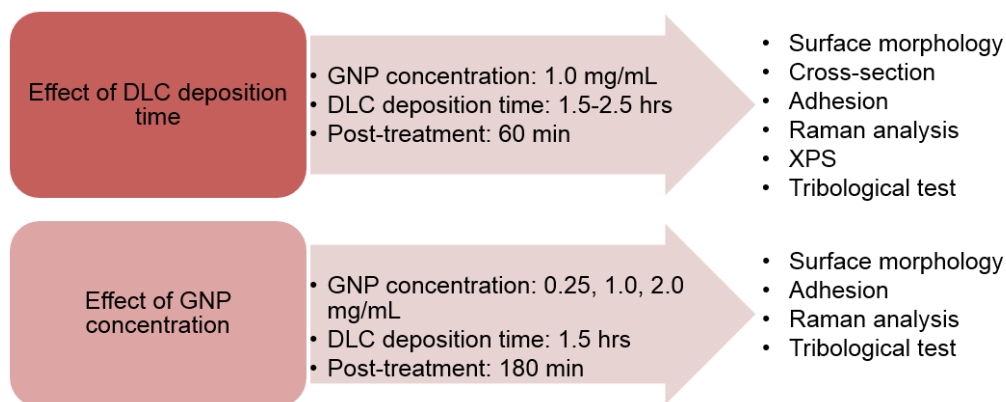 Effect of DLC deposition
time
• GNP concentration: 1.0 mg/mL
• DLC deposition time: 1.5-2.5 hrs
• Post-treatment: 60 min
• Surface morphology
• Cross-section
• Adhesion
• Raman analysis
• XPS
• Tribological test
Effect of GNP
concentration
• GNP concentration: 0.25, 1.0, 2.0
mg/mL
• DLC deposition time: 1.5 hrs
• Post-treatment: 180 min
• Surface morphology
• Adhesion
• Raman analysis
• Tribological test